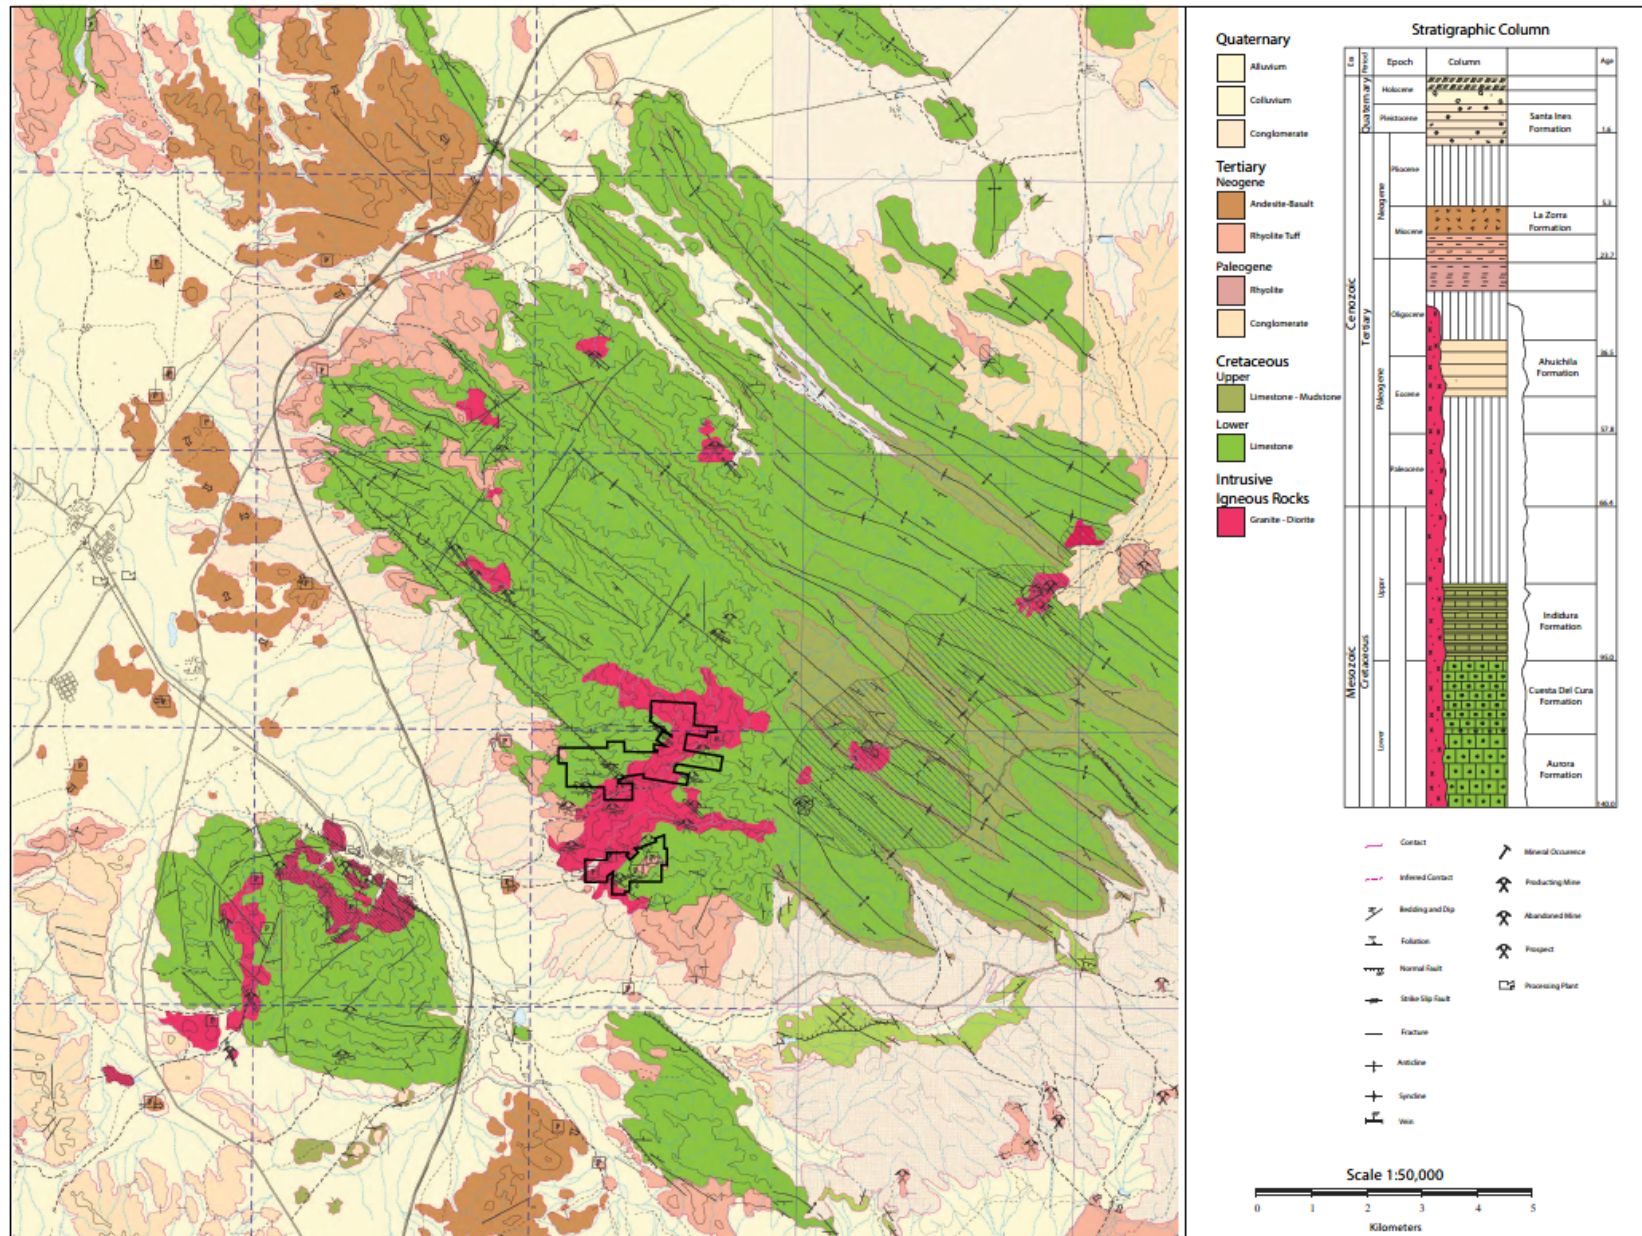 Quaternary
Alluvium
Colluvium
Conglomerate
Tertiary
Neogene
Andesite-Basalt
Rhyolite Tuff
Paleogene
Rhyolite
Conglomerate
Cretaceous
Upper
Limestone - Mudstone
Lower
Limestone
Intrusive
Igneous Rocks
Granite - Diorite
Stratigraphic Column
Era
Period
Epoch
Column
Age
Cenozoic
Mesozoic
Quaternary
Tertiary
Cretaceous
Neogene
Paleogene
Upper
Lower
Holocene
Pleistocene
Pliocene
Miocene
Oligocene
Eocene
Paleocene
Santa Ines
Formation
La Zorra
Formation
Ahuichila
Formation
Indidura
Formation
Cuesta Del Cura
Formation
Aurora
Formation
1.6
5.3
23.7
36.5
57.8
66.4
95.0
140.0
Contact
Inferred Contact
Bedding and Dip
Foliation
Normal Fault
Strike Slip Fault
Fracture
Anticline
Syncline
Vein
Mineral Occurence
Producting Mine
Abandoned Mine
Prospect
Processing Plant
Scale 1:50,000
0 1 2 3 4 5
Kilometers